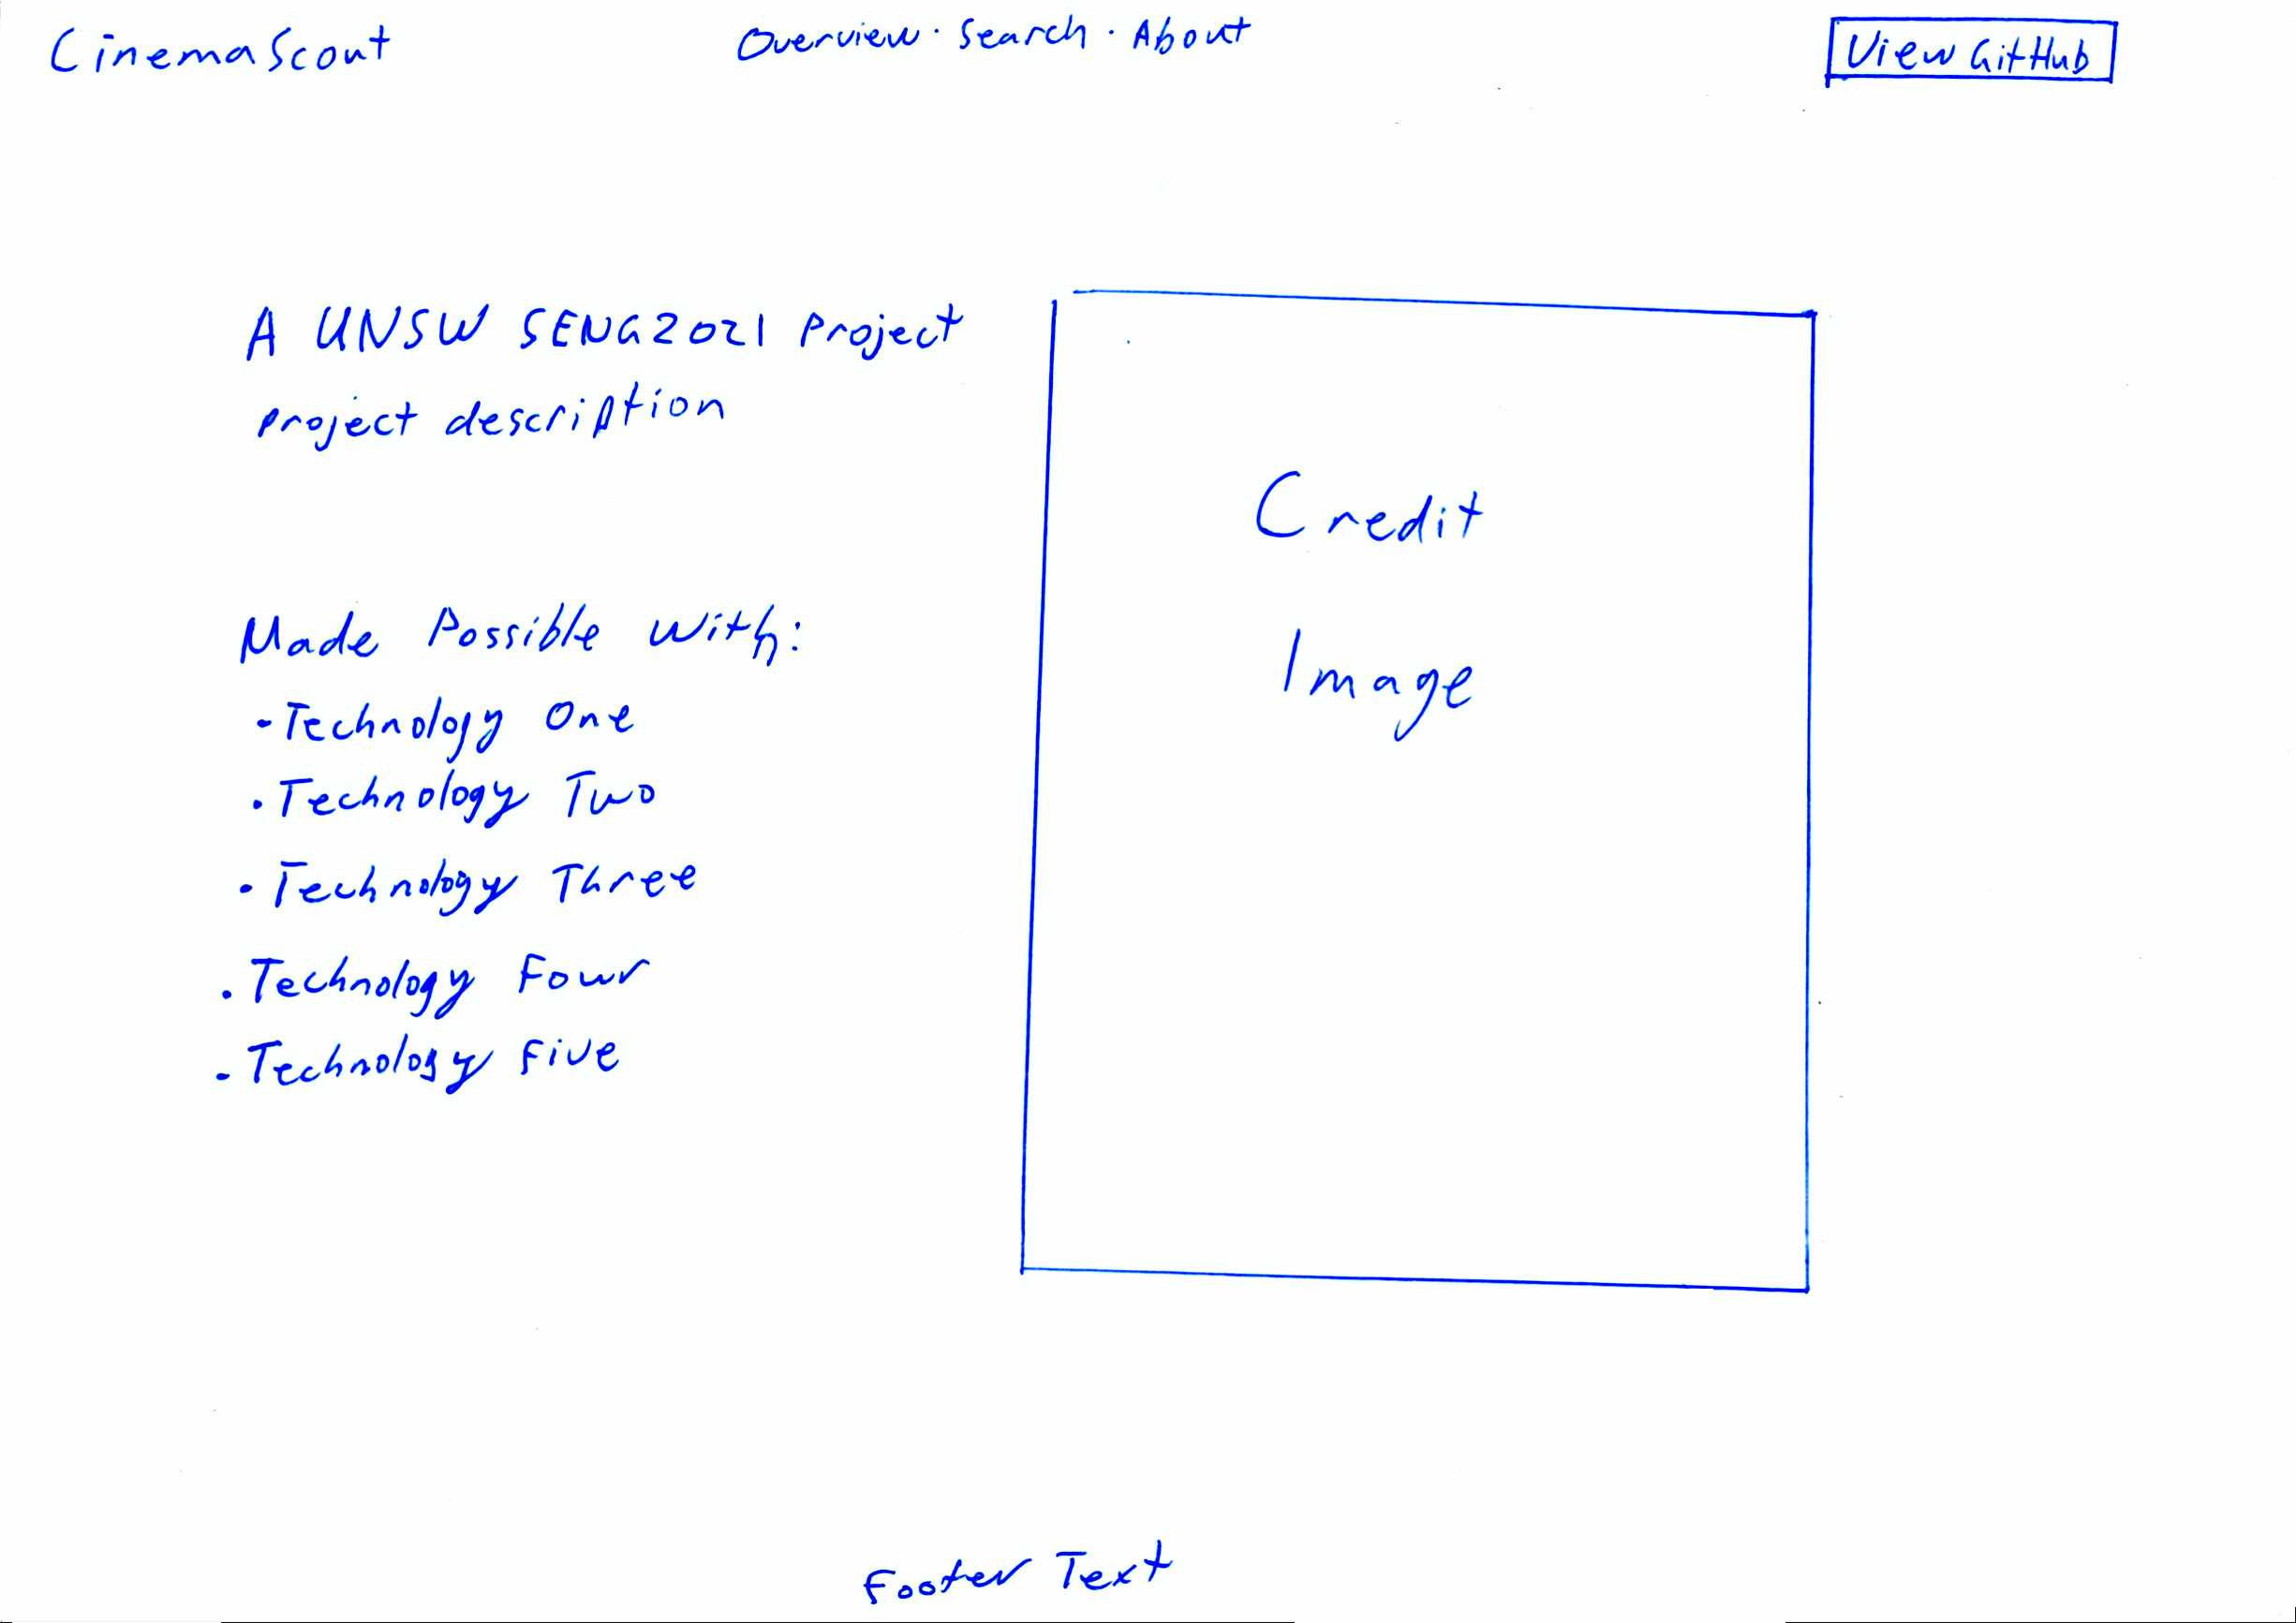 CinemaScout
Overview · Search · About
View GitHub
A UNSW SENG2021 Project
project description
Made Possible With:
- Technology One
· Technology Two
· Technology Three
· Technology Four
- Technology Five
Credit
Image
Footer Text